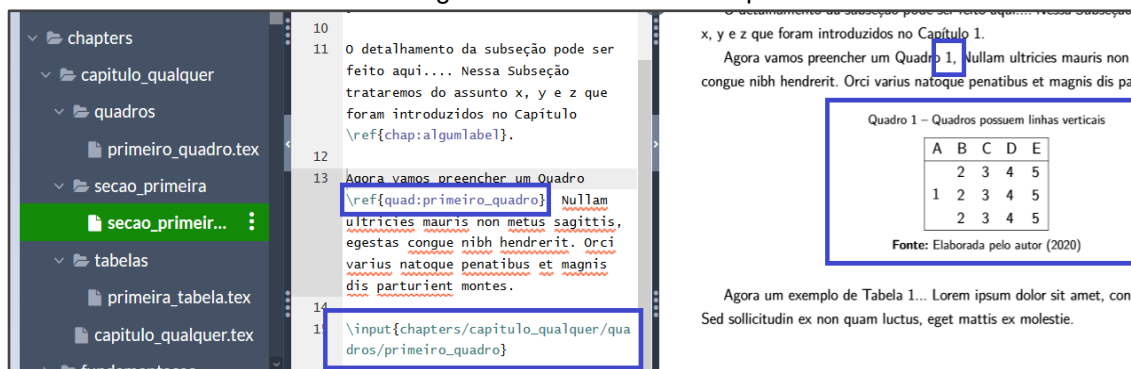 chapters
capitulo_qualquer
quadros
primeiro_quadro.tex
secao_primeira
secao_primeir...
tabelas
primeira_tabela.tex
capitulo_qualquer.tex
10
11 O detalhamento da subseção pode ser
feito aqui.... Nessa Subseção
trataremos do assunto x, y e z que
foram introduzidos no Capítulo
\ref{chap:algumlabel}.
12
13 Agora vamos preencher um Quadro
\ref{quad:primeiro_quadro}, Nullam
ultricies mauris non metus sagittis,
egestas congue nibh hendrerit. Orci
varius natoque penatibus et magnis
dis parturient montes.
14
15 \input{chapters/capitulo_qualquer/qua
dros/primeiro_quadro}
x, y e z que foram introduzidos no Capítulo 1.
Agora vamos preencher um Quadro 1, Nullam ultricies mauris non
congue nibh hendrerit. Orci varius natoque penatibus et magnis dis pa
Quadro 1 – Quadros possuem linhas verticais
A B C D E
2 3 4 5
1 2 3 4 5
2 3 4 5
Fonte: Elaborada pelo autor (2020)
Agora um exemplo de Tabela 1... Lorem ipsum dolor sit amet, con
Sed sollicitudin ex non quam luctus, eget mattis ex molestie.